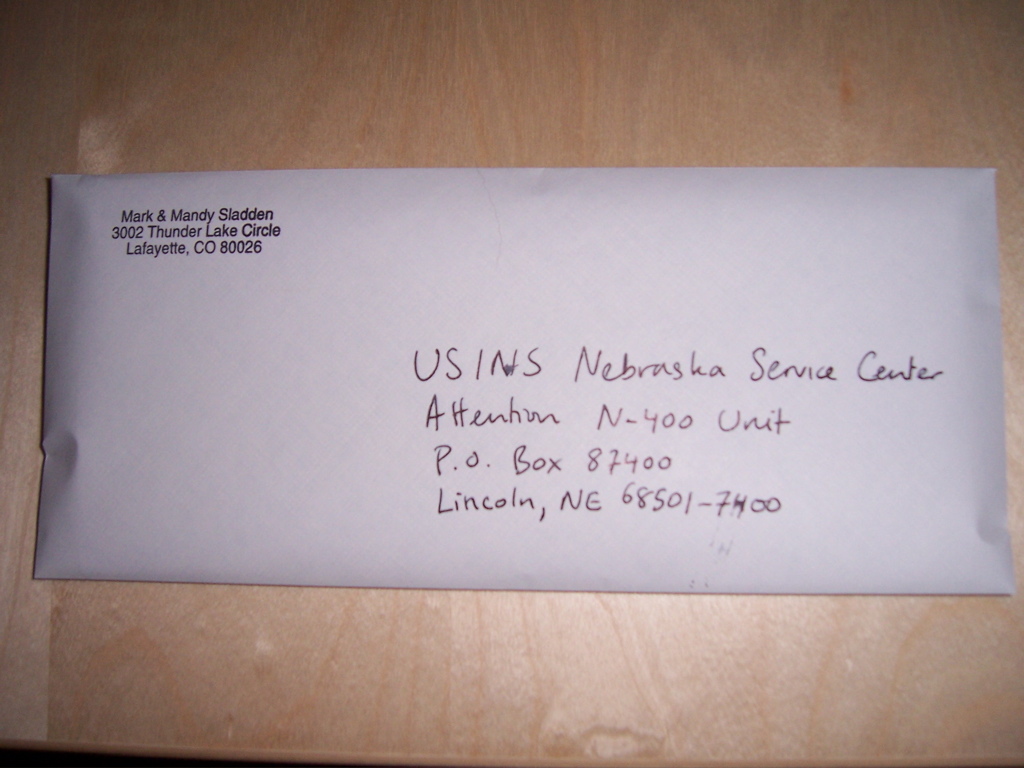 Mark & Mandy Sladden
3002 Thunder Lake Circle
Lafayette, CO 80026
USINS Nebraska Service Center
Attention N-400 Unit
P.O. Box 87400
Lincoln, NE 68501-7400